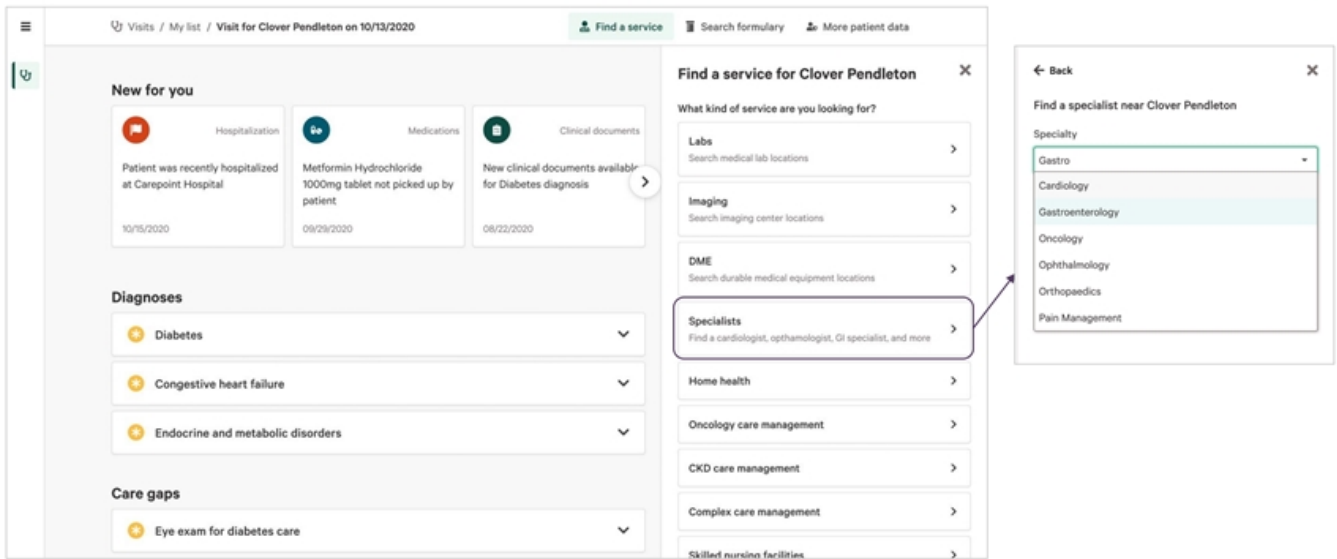 Visits / My list / Visit for Clover Pendleton on 10/13/2020
Find a service
Search formulary
More patient data
New for you
Hospitalization
Patient was recently hospitalized
at Carepoint Hospital
10/15/2020
Medications
Metformin Hydrochloride
1000mg tablet not picked up by
patient
09/29/2020
Clinical documents
New clinical documents available
for Diabetes diagnosis
08/22/2020
Diagnoses
Diabetes
Congestive heart failure
Endocrine and metabolic disorders
Care gaps
Eye exam for diabetes care
Find a service for Clover Pendleton
What kind of service are you looking for?
Labs
Search medical lab locations
Imaging
Search imaging center locations
DME
Search durable medical equipment locations
Specialists
Find a cardiologist, opthamologist, GI specialist, and more
Home health
Oncology care management
CKD care management
Complex care management
Skilled nursing facilities
Back
Find a specialist near Clover Pendleton
Specialty
Gastro
Cardiology
Gastroenterology
Oncology
Ophthalmology
Orthopaedics
Pain Management